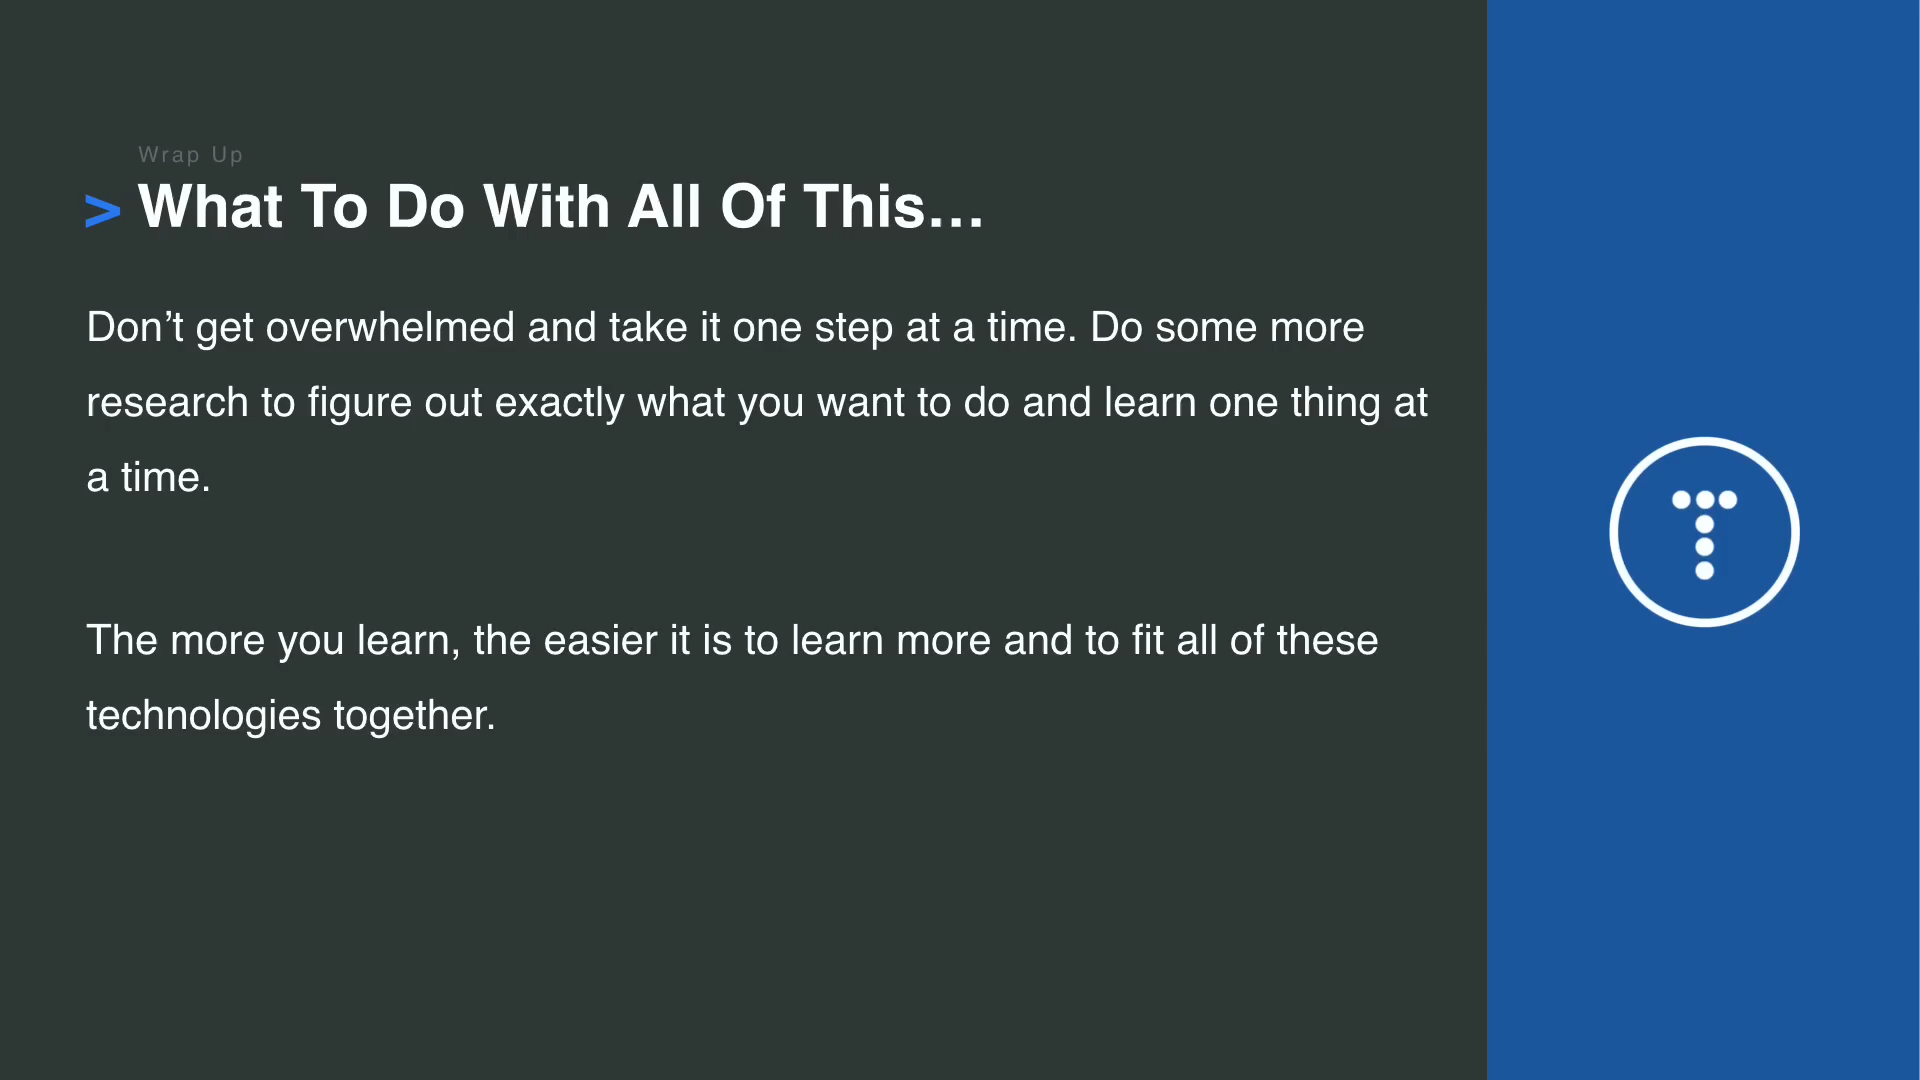 Wrap Up
> What To Do With All Of This…
Don’t get overwhelmed and take it one step at a time. Do some more
research to figure out exactly what you want to do and learn one thing at
a time.
The more you learn, the easier it is to learn more and to fit all of these
technologies together.
T